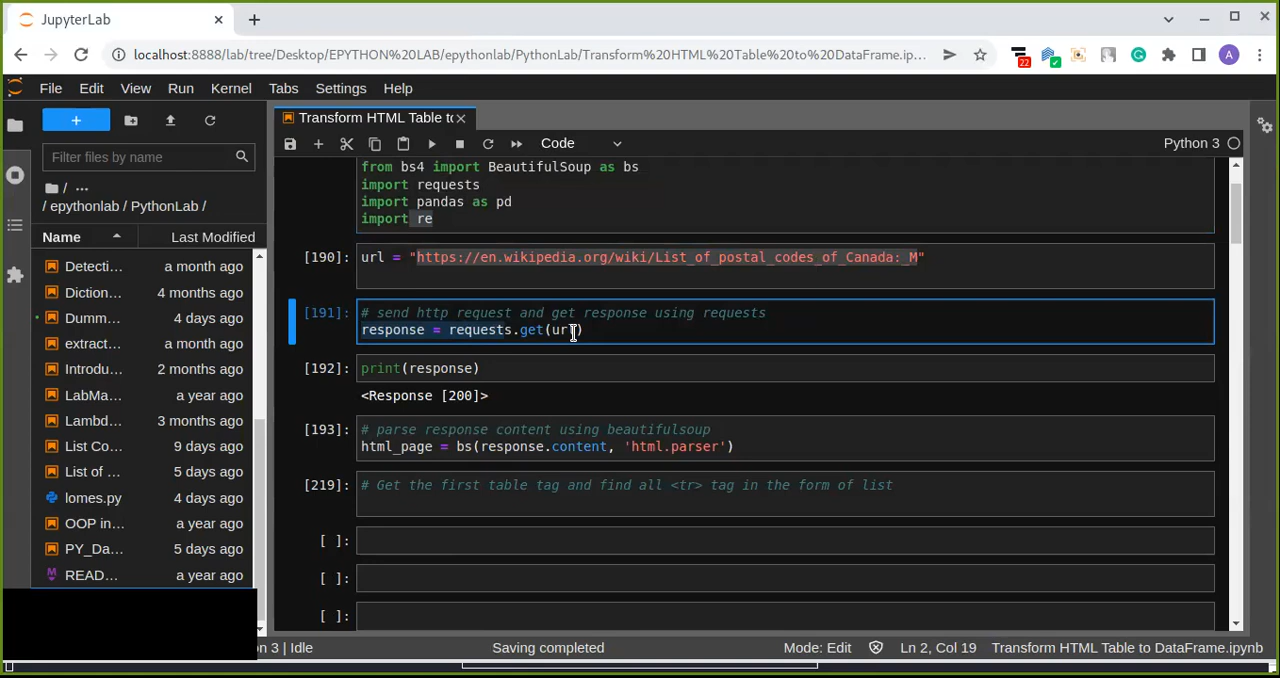 JupyterLab
localhost:8888/lab/tree/Desktop/EPYTHON%20LAB/epythonlab/PythonLab/Transform%20HTML%20Table%20to%20DataFrame.ip...
22
A
File Edit View Run Kernel Tabs Settings Help
Transform HTML Table to
Filter files by name
Code
Python 3
/ ...
/ epythonlab / PythonLab /
Name Last Modified
Detecti... a month ago
Diction... 4 months ago
Dumm... 4 days ago
extract... a month ago
Introdu... 2 months ago
LabMa... a year ago
Lambd... 3 months ago
List Co... 9 days ago
List of ... 5 days ago
lomes.py 4 days ago
OOP in... a year ago
PY_Da... 5 days ago
READ... a year ago
from bs4 import BeautifulSoup as bs
import requests
import pandas as pd
import re
[190]: url = "https://en.wikipedia.org/wiki/List_of_postal_codes_of_Canada:_M"
[191]: # send http request and get response using requests
response = requests.get(url)
[192]: print(response)
<Response [200]>
[193]: # parse response content using beautifulsoup
html_page = bs(response.content, 'html.parser')
[219]: # Get the first table tag and find all <tr> tag in the form of list
[ ]:
[ ]:
[ ]:
n 3 | Idle Saving completed Mode: Edit Ln 2, Col 19 Transform HTML Table to DataFrame.ipynb